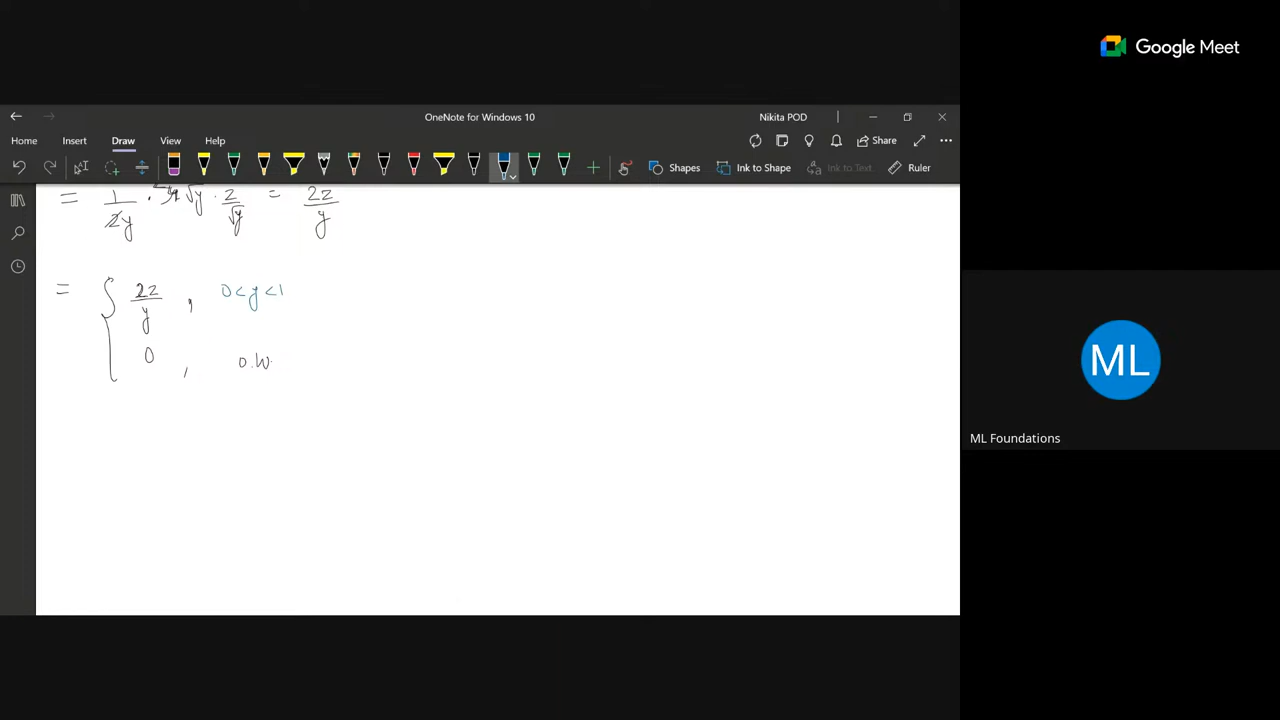 Google Meet
OneNote for Windows 10
Nikita POD
Home Insert Draw View Help
Share
Shapes Ink to Shape Ink to Text Ruler
= 1/2y · √y · z/√y = 2z/y
= { 2z/y , 0<y<1
0 , o.w.
ML
ML Foundations